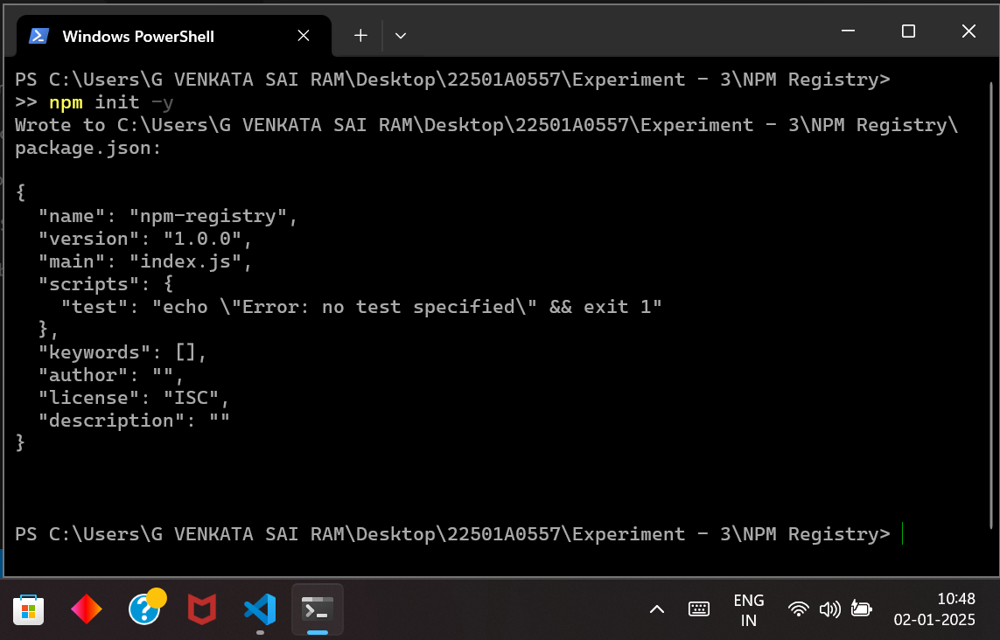 Windows PowerShell
PS C:\Users\G VENKATA SAI RAM\Desktop\22501A0557\Experiment - 3\NPM Registry>
>> npm init -y
Wrote to C:\Users\G VENKATA SAI RAM\Desktop\22501A0557\Experiment - 3\NPM Registry\
package.json:
{
  "name": "npm-registry",
  "version": "1.0.0",
  "main": "index.js",
  "scripts": {
    "test": "echo \"Error: no test specified\" && exit 1"
  },
  "keywords": [],
  "author": "",
  "license": "ISC",
  "description": ""
}
PS C:\Users\G VENKATA SAI RAM\Desktop\22501A0557\Experiment - 3\NPM Registry>
ENG
IN
10:48
02-01-2025